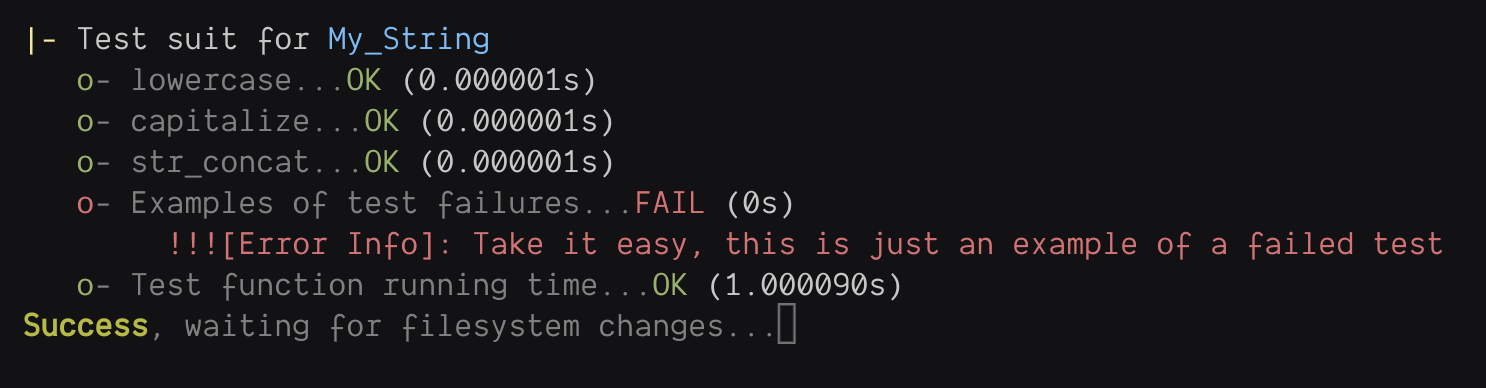 |- Test suit for My_String
o- lowercase...OK (0.000001s)
o- capitalize...OK (0.000001s)
o- str_concat...OK (0.000001s)
o- Examples of test failures...FAIL (0s)
!!![Error Info]: Take it easy, this is just an example of a failed test
o- Test function running time...OK (1.000090s)
Success, waiting for filesystem changes...